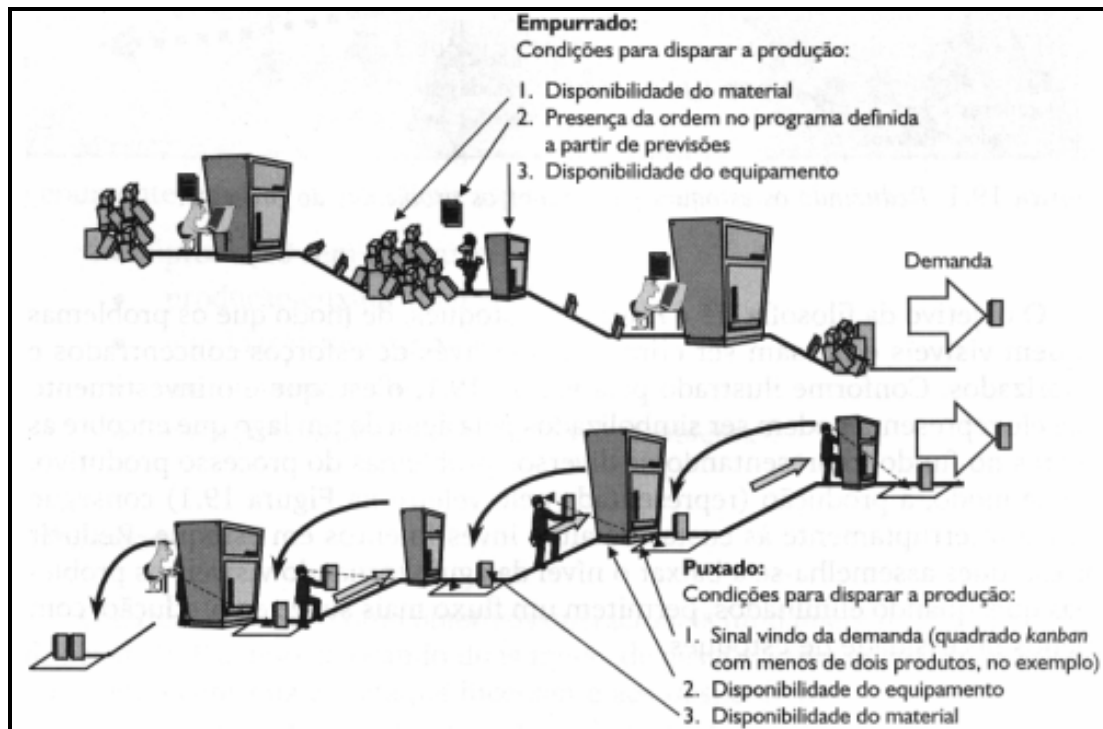 Empurrado:
Condições para disparar a produção:
1. Disponibilidade do material
2. Presença da ordem no programa definida
a partir de previsões
3. Disponibilidade do equipamento
Demanda
Puxado:
Condições para disparar a produção:
1. Sinal vindo da demanda (quadrado kanban
com menos de dois produtos, no exemplo)
2. Disponibilidade do equipamento
3. Disponibilidade do material